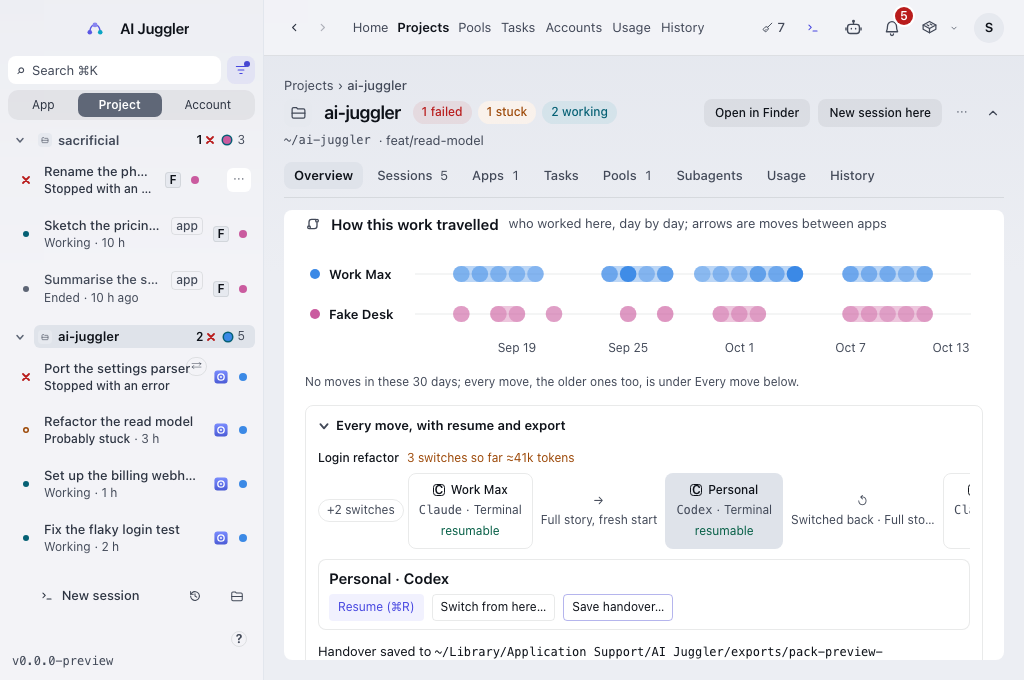 AI Juggler
Search ⌘K
App Project Account
sacrificial 1 3
Rename the ph...
Stopped with an ...
F
Sketch the pricin... app
Working · 10 h
F
Summarise the s... app
Ended · 10 h ago
F
ai-juggler 2 5
Port the settings parser
Stopped with an error
Refactor the read model
Probably stuck · 3 h
Set up the billing webh...
Working · 1 h
Fix the flaky login test
Working · 2 h
New session
?
v0.0.0-preview
Home Projects Pools Tasks Accounts Usage History 7 5 S
Projects › ai-juggler
ai-juggler 1 failed 1 stuck 2 working Open in Finder New session here ...
~/ai-juggler · feat/read-model
Overview Sessions 5 Apps 1 Tasks Pools 1 Subagents Usage History
How this work travelled who worked here, day by day; arrows are moves between apps
Work Max
Fake Desk
Sep 19 Sep 25 Oct 1 Oct 7 Oct 13
No moves in these 30 days; every move, the older ones too, is under Every move below.
Every move, with resume and export
Login refactor 3 switches so far ≈41k tokens
+2 switches
Work Max
Claude · Terminal
resumable
→
Full story, fresh start
Personal
Codex · Terminal
resumable
Switched back · Full sto...
Personal · Codex
Resume (⌘R) Switch from here... Save handover...
Handover saved to ~/Library/Application Support/AI Juggler/exports/pack-preview-